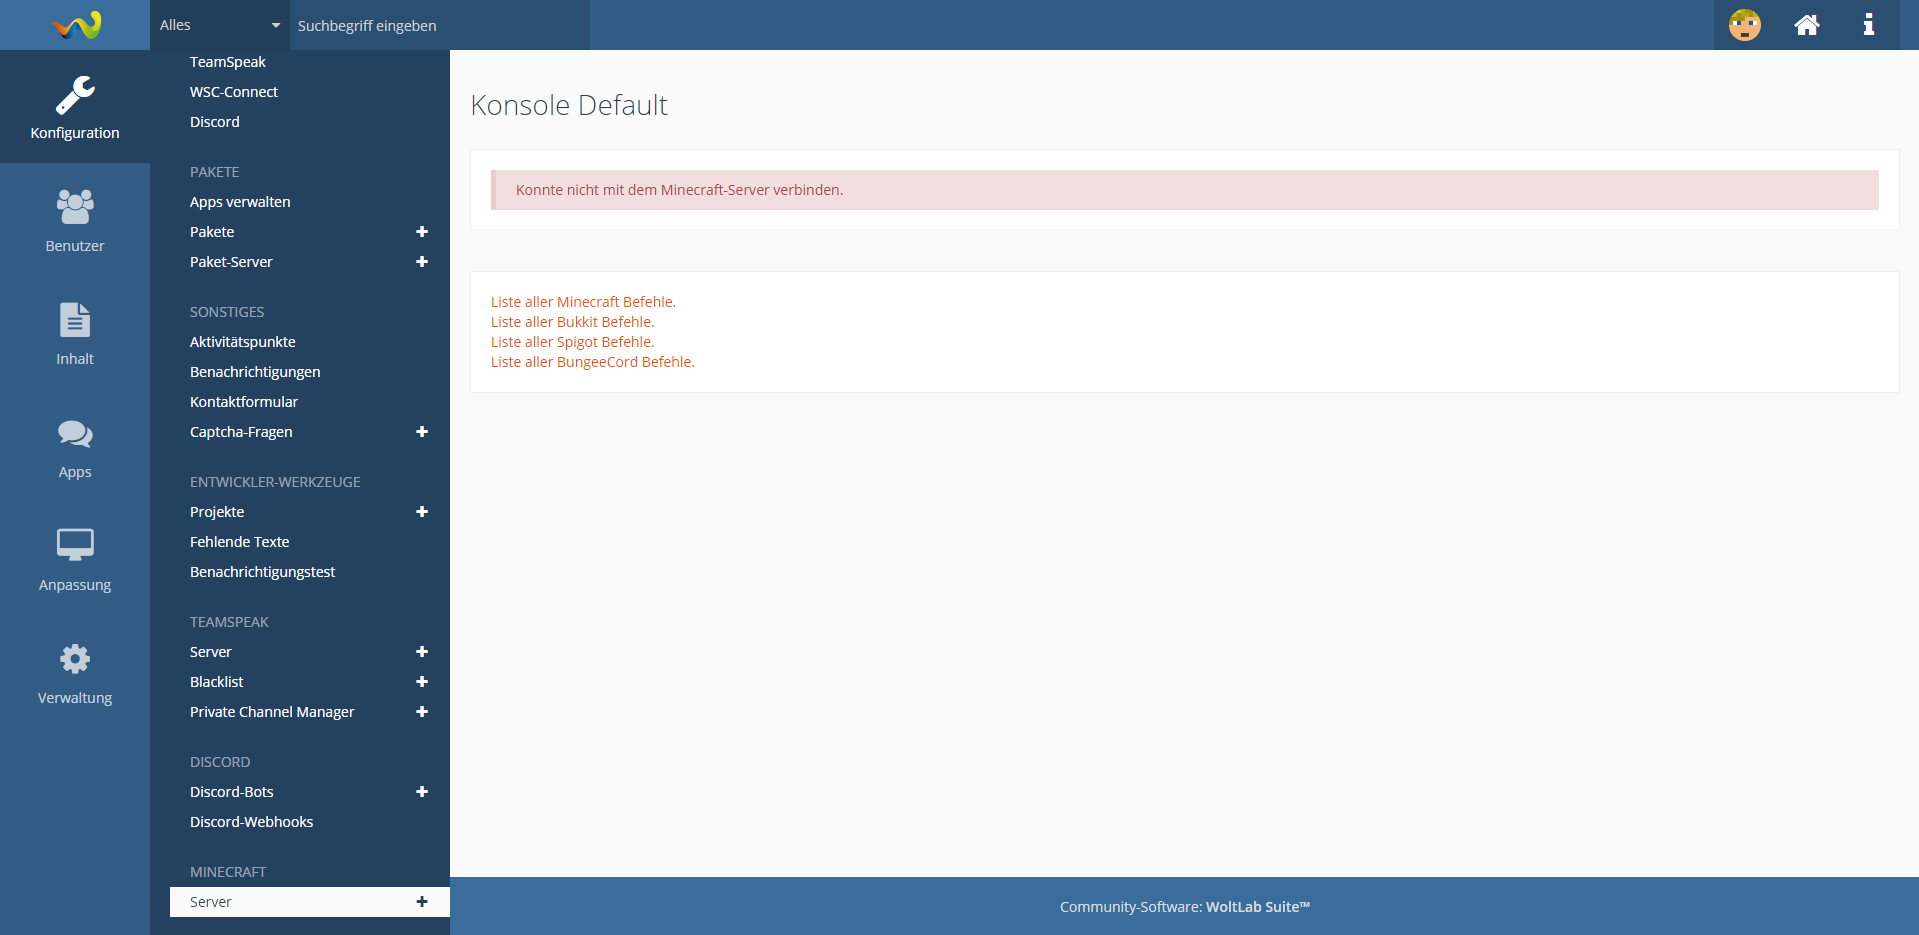 Alles
Suchbegriff eingeben
Konfiguration
Benutzer
Inhalt
Apps
Anpassung
Verwaltung
TeamSpeak
WSC-Connect
Discord
PAKETE
Apps verwalten
Pakete
Paket-Server
SONSTIGES
Aktivitätspunkte
Benachrichtigungen
Kontaktformular
Captcha-Fragen
ENTWICKLER-WERKZEUGE
Projekte
Fehlende Texte
Benachrichtigungstest
TEAMSPEAK
Server
Blacklist
Private Channel Manager
DISCORD
Discord-Bots
Discord-Webhooks
MINECRAFT
Server
Konsole Default
Konnte nicht mit dem Minecraft-Server verbinden.
Liste aller Minecraft Befehle.
Liste aller Bukkit Befehle.
Liste aller Spigot Befehle.
Liste aller BungeeCord Befehle.
Community-Software: WoltLab Suite™